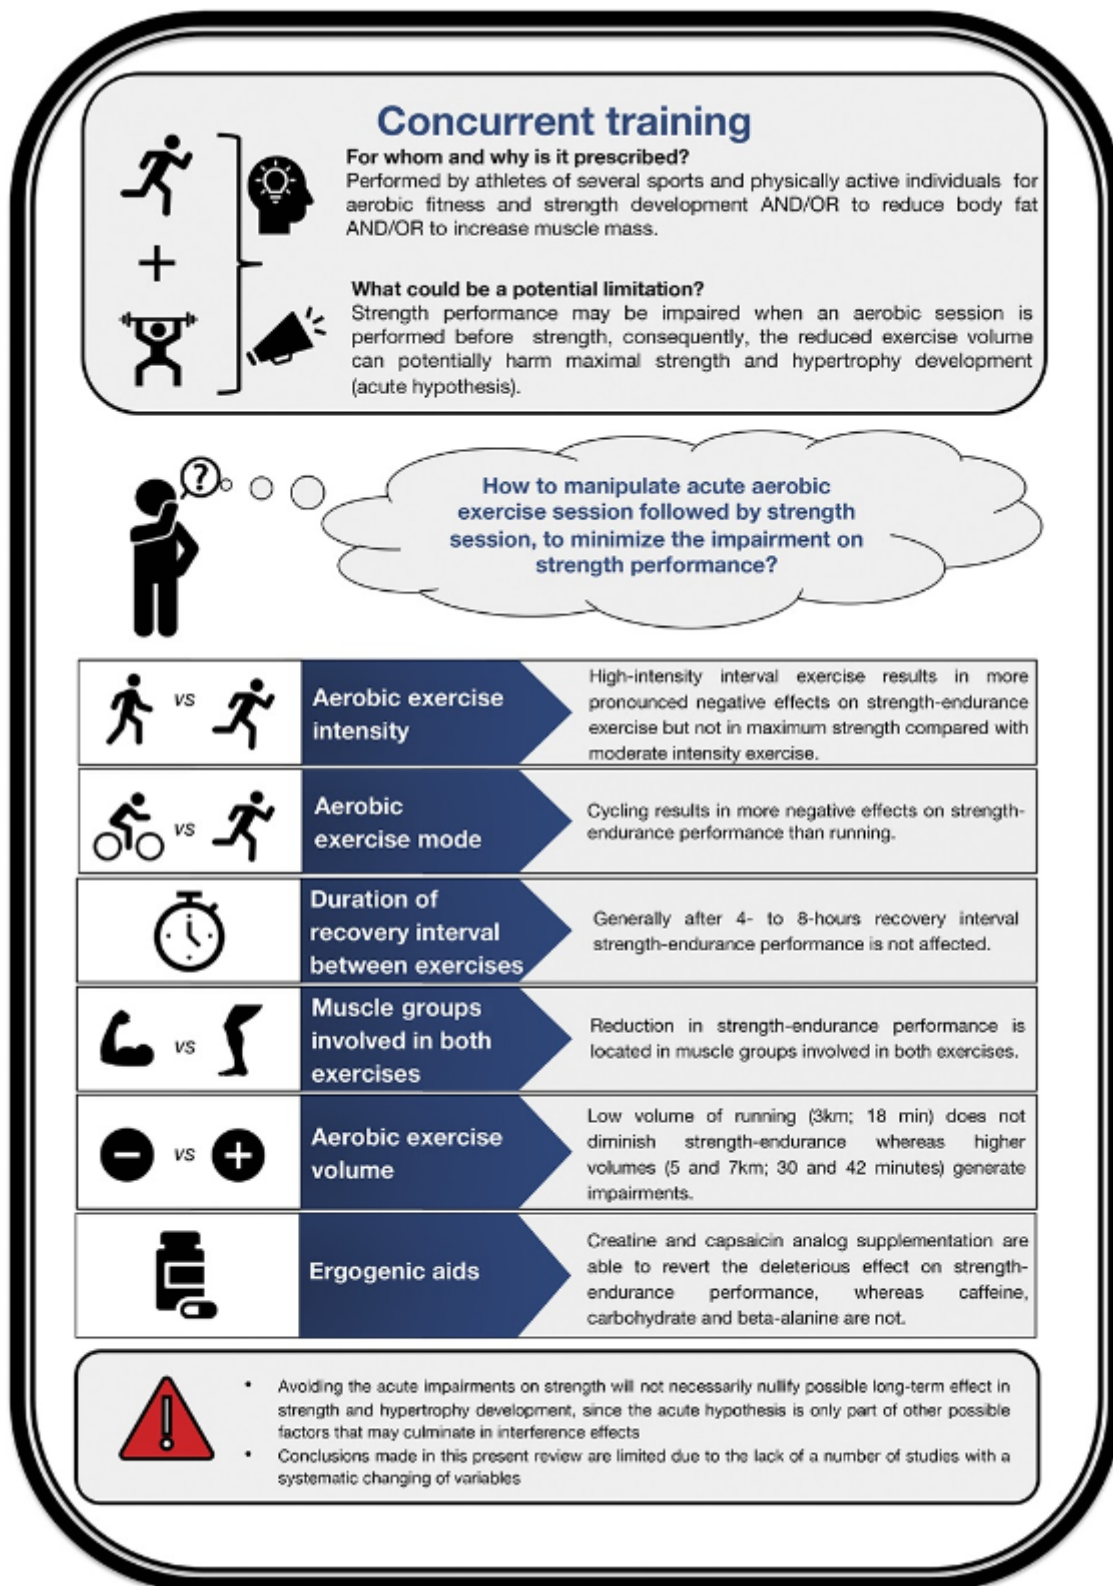 Concurrent training
For whom and why is it prescribed?
Performed by athletes of several sports and physically active individuals for
aerobic fitness and strength development AND/OR to reduce body fat
AND/OR to increase muscle mass.
+
What could be a potential limitation?
Strength performance may be impaired when an aerobic session is
performed before strength, consequently, the reduced exercise volume
can potentially harm maximal strength and hypertrophy development
(acute hypothesis).
?
How to manipulate acute aerobic
exercise session followed by strength
session, to minimize the impairment on
strength performance?
vs
Aerobic exercise
intensity
High-intensity interval exercise results in more
pronounced negative effects on strength-endurance
exercise but not in maximum strength compared with
moderate intensity exercise.
vs
Aerobic
exercise mode
Cycling results in more negative effects on strength-
endurance performance than running.
Duration of
recovery interval
between exercises
Generally after 4- to 8-hours recovery interval
strength-endurance performance is not affected.
vs
Muscle groups
involved in both
exercises
Reduction in strength-endurance performance is
located in muscle groups involved in both exercises.
− vs +
Aerobic exercise
volume
Low volume of running (3km; 18 min) does not
diminish strength-endurance whereas higher
volumes (5 and 7km; 30 and 42 minutes) generate
impairments.
Ergogenic aids
Creatine and capsaicin analog supplementation are
able to revert the deleterious effect on strength-
endurance performance, whereas caffeine,
carbohydrate and beta-alanine are not.
!
• Avoiding the acute impairments on strength will not necessarily nullify possible long-term effect in
strength and hypertrophy development, since the acute hypothesis is only part of other possible
factors that may culminate in interference effects
• Conclusions made in this present review are limited due to the lack of a number of studies with a
systematic changing of variables